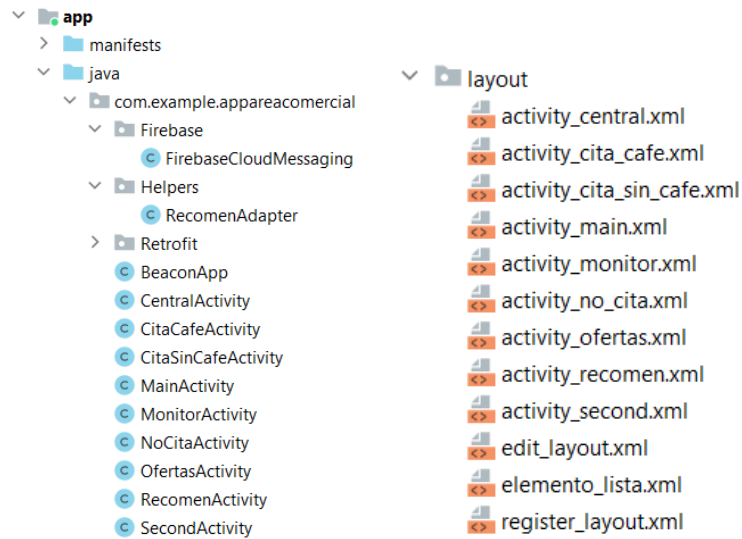 app
manifests
java
com.example.appareacomercial
Firebase
FirebaseCloudMessaging
Helpers
RecomenAdapter
Retrofit
BeaconApp
CentralActivity
CitaCafeActivity
CitaSinCafeActivity
MainActivity
MonitorActivity
NoCitaActivity
OfertasActivity
RecomenActivity
SecondActivity
layout
activity_central.xml
activity_cita_cafe.xml
activity_cita_sin_cafe.xml
activity_main.xml
activity_monitor.xml
activity_no_cita.xml
activity_ofertas.xml
activity_recomen.xml
activity_second.xml
edit_layout.xml
elemento_lista.xml
register_layout.xml